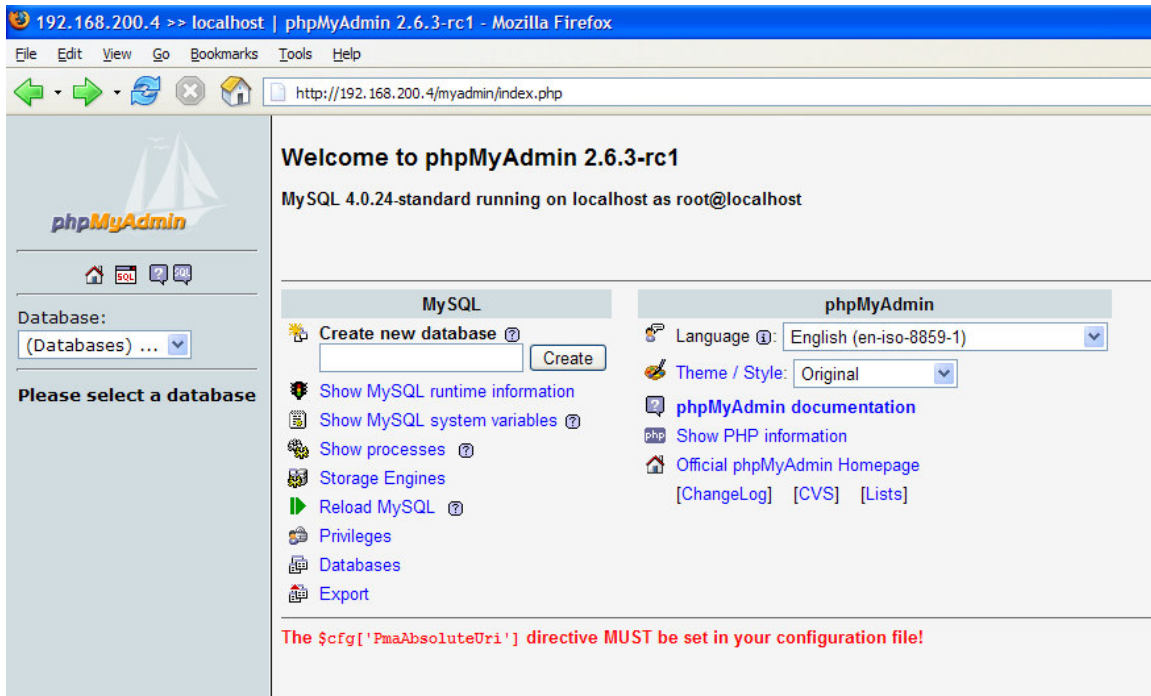 192.168.200.4 >> localhost | phpMyAdmin 2.6.3-rc1 - Mozilla Firefox
File Edit View Go Bookmarks Tools Help
http://192.168.200.4/myadmin/index.php
phpMyAdmin
SQL
SQL
Database:
(Databases) ...
Please select a database
Welcome to phpMyAdmin 2.6.3-rc1
MySQL 4.0.24-standard running on localhost as root@localhost
MySQL
Create new database
Create
Show MySQL runtime information
Show MySQL system variables
Show processes
Storage Engines
Reload MySQL
Privileges
Databases
Export
phpMyAdmin
Language : English (en-iso-8859-1)
Theme / Style: Original
phpMyAdmin documentation
php Show PHP information
Official phpMyAdmin Homepage
[ChangeLog] [CVS] [Lists]
The $cfg['PmaAbsoluteUri'] directive MUST be set in your configuration file!